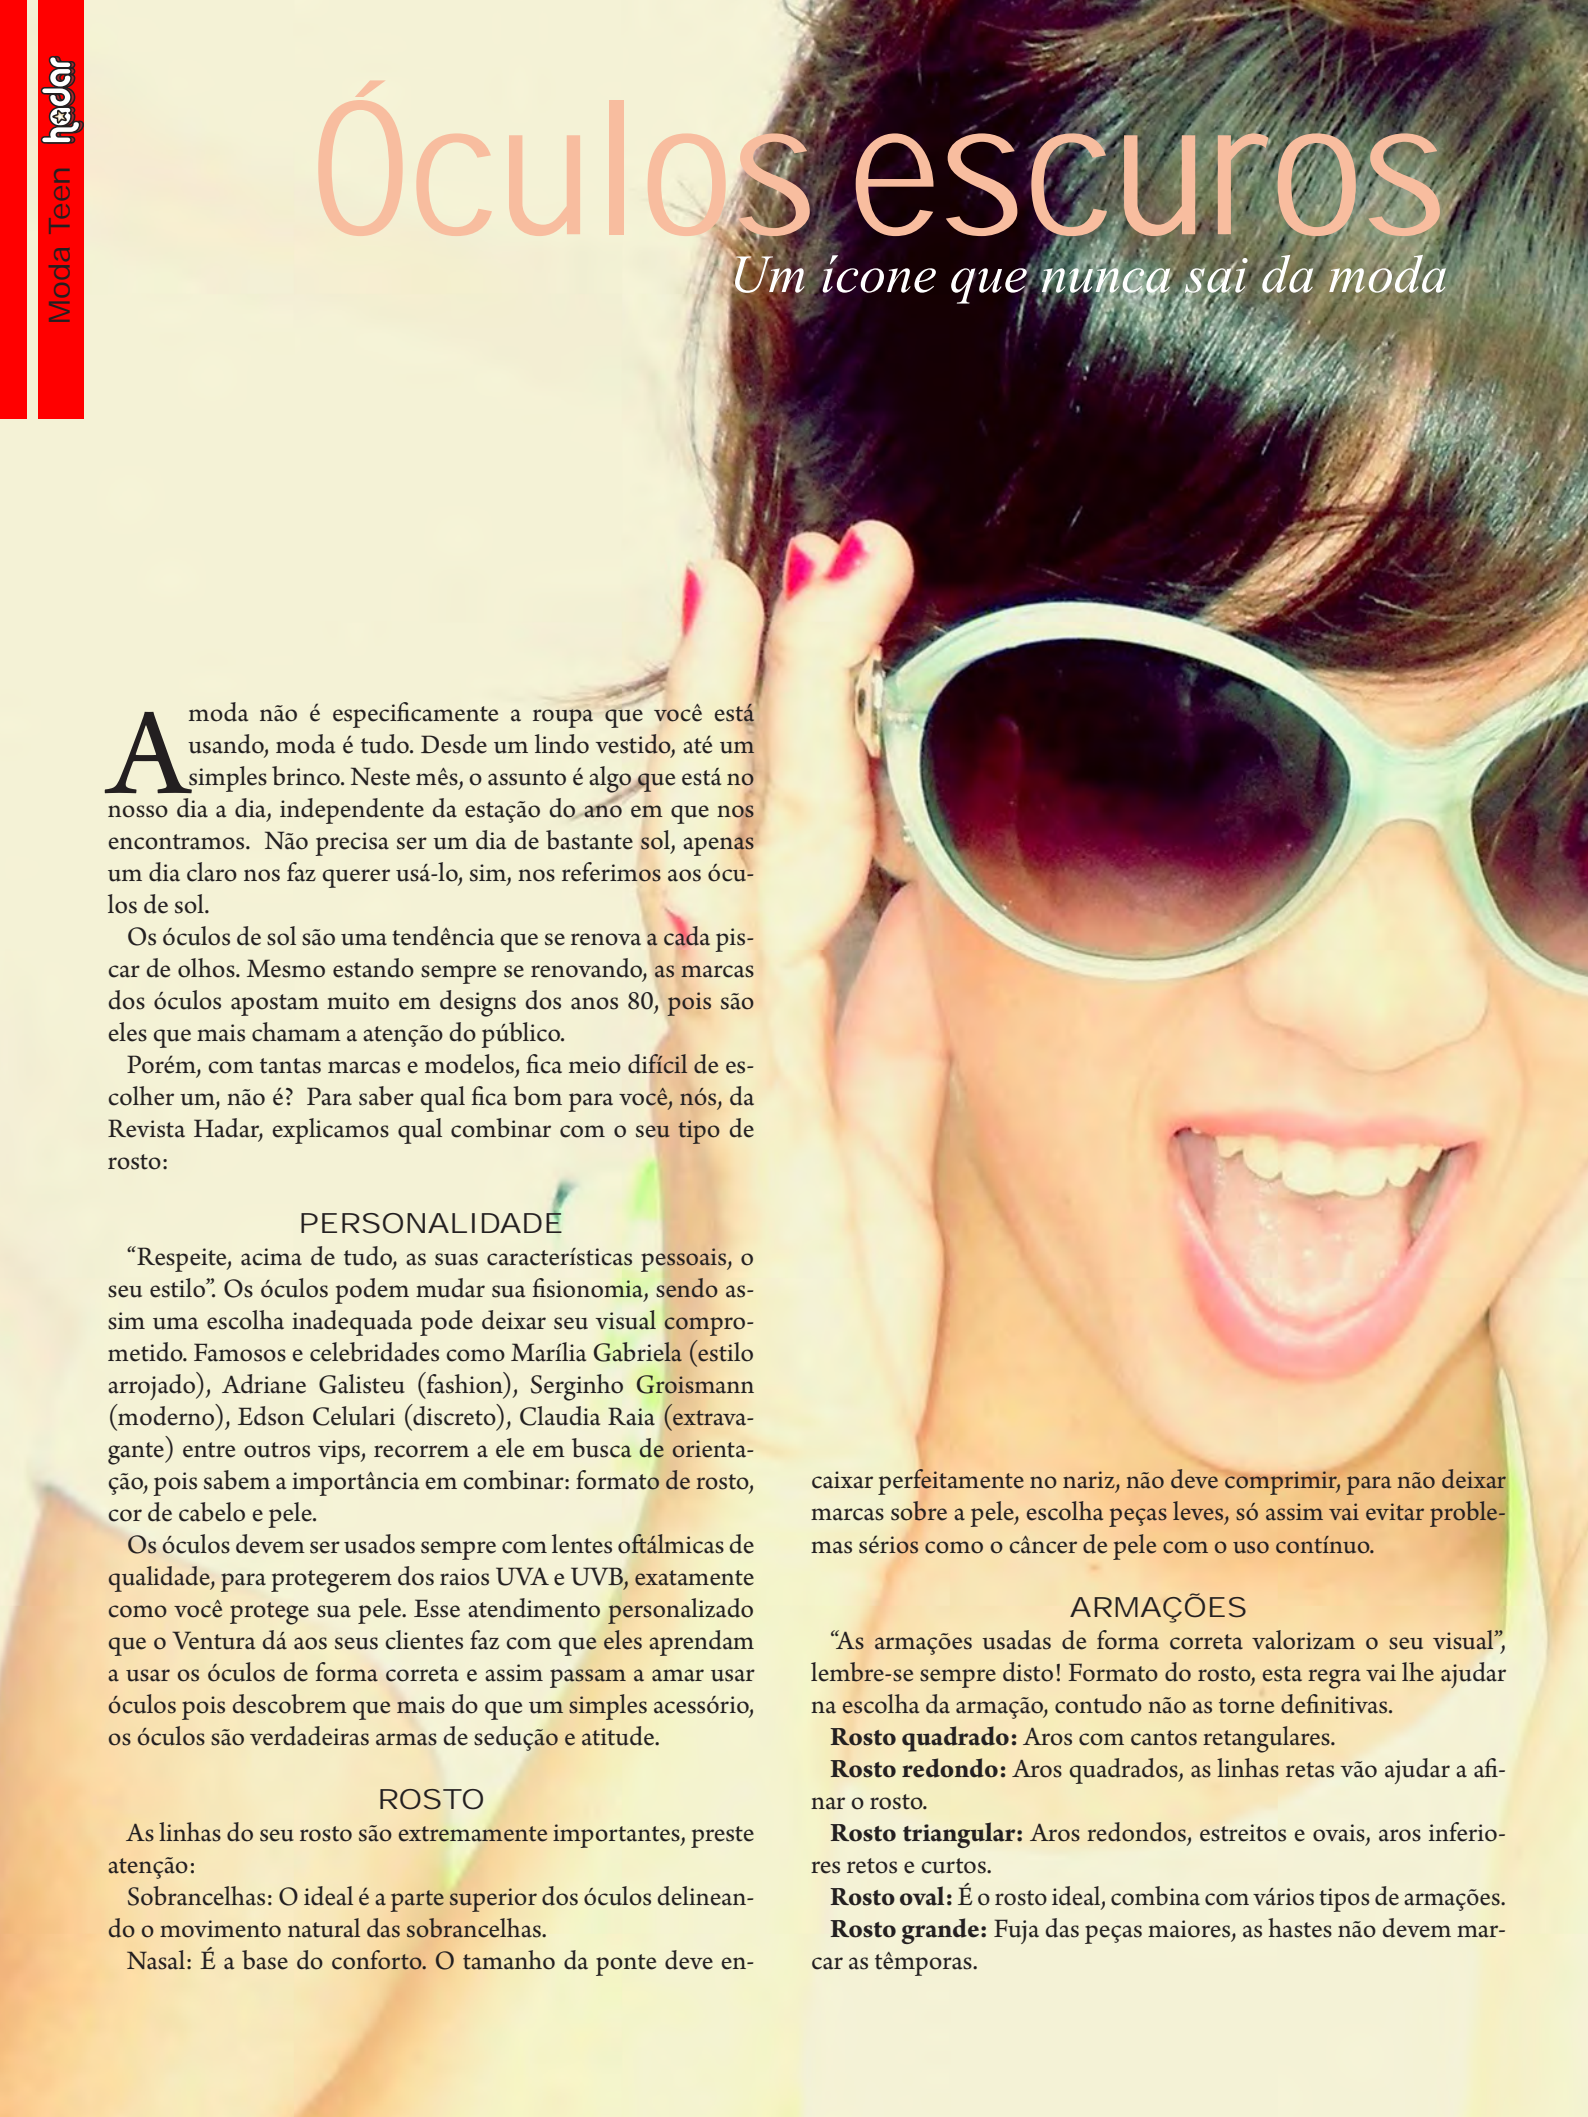 Moda Teen hadar
Óculos escuros
Um ícone que nunca sai da moda
A moda não é especificamente a roupa que você está
usando, moda é tudo. Desde um lindo vestido, até um
simples brinco. Neste mês, o assunto é algo que está no
nosso dia a dia, independente da estação do ano em que nos
encontramos.  Não precisa ser um dia de bastante sol, apenas
um dia claro nos faz querer usá-lo, sim, nos referimos aos ócu-
los de sol.
Os óculos de sol são uma tendência que se renova a cada pis-
car de olhos. Mesmo estando sempre se renovando, as marcas
dos óculos apostam muito em designs dos anos 80, pois são
eles que mais chamam a atenção do público.
Porém, com tantas marcas e modelos, fica meio difícil de es-
colher um, não é?  Para saber qual fica bom para você, nós, da
Revista Hadar, explicamos qual combinar com o seu tipo de
rosto:
PERSONALIDADE
“Respeite, acima de tudo, as suas características pessoais, o
seu estilo”. Os óculos podem mudar sua fisionomia, sendo as-
sim uma escolha inadequada pode deixar seu visual compro-
metido. Famosos e celebridades como Marília Gabriela (estilo
arrojado), Adriane Galisteu (fashion), Serginho Groismann
(moderno), Edson Celulari (discreto), Claudia Raia (extrava-
gante) entre outros vips, recorrem a ele em busca de orienta-
ção, pois sabem a importância em combinar: formato de rosto,
cor de cabelo e pele.
Os óculos devem ser usados sempre com lentes oftálmicas de
qualidade, para protegerem dos raios UVA e UVB, exatamente
como você protege sua pele. Esse atendimento personalizado
que o Ventura dá aos seus clientes faz com que eles aprendam
a usar os óculos de forma correta e assim passam a amar usar
óculos pois descobrem que mais do que um simples acessório,
os óculos são verdadeiras armas de sedução e atitude.
ROSTO
As linhas do seu rosto são extremamente importantes, preste
atenção:
Sobrancelhas: O ideal é a parte superior dos óculos delinean-
do o movimento natural das sobrancelhas.
Nasal: É a base do conforto. O tamanho da ponte deve en-
caixar perfeitamente no nariz, não deve comprimir, para não deixar
marcas sobre a pele, escolha peças leves, só assim vai evitar proble-
mas sérios como o câncer de pele com o uso contínuo.
ARMAÇÕES
“As armações usadas de forma correta valorizam o seu visual”,
lembre-se sempre disto! Formato do rosto, esta regra vai lhe ajudar
na escolha da armação, contudo não as torne definitivas.
Rosto quadrado: Aros com cantos retangulares.
Rosto redondo: Aros quadrados, as linhas retas vão ajudar a afi-
nar o rosto.
Rosto triangular: Aros redondos, estreitos e ovais, aros inferio-
res retos e curtos.
Rosto oval: É o rosto ideal, combina com vários tipos de armações.
Rosto grande: Fuja das peças maiores, as hastes não devem mar-
car as têmporas.